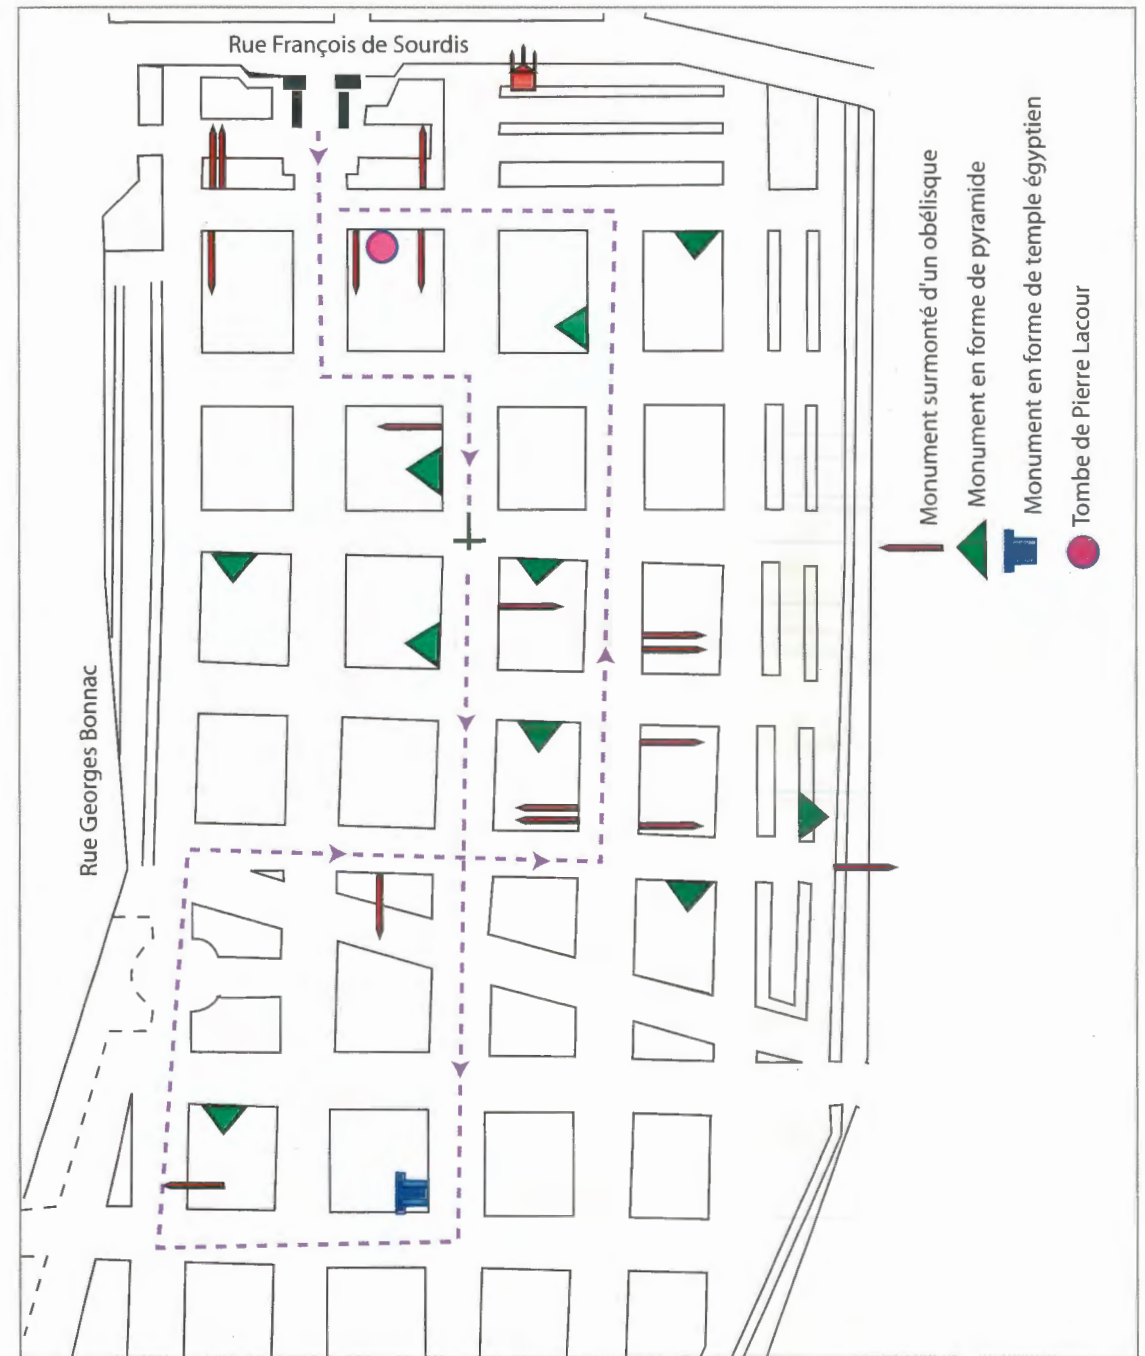 Rue François de Sourdis
Rue Georges Bonnac
Monument surmonté d'un obélisque
Monument en forme de pyramide
Monument en forme de temple égyptien
Tombe de Pierre Lacour